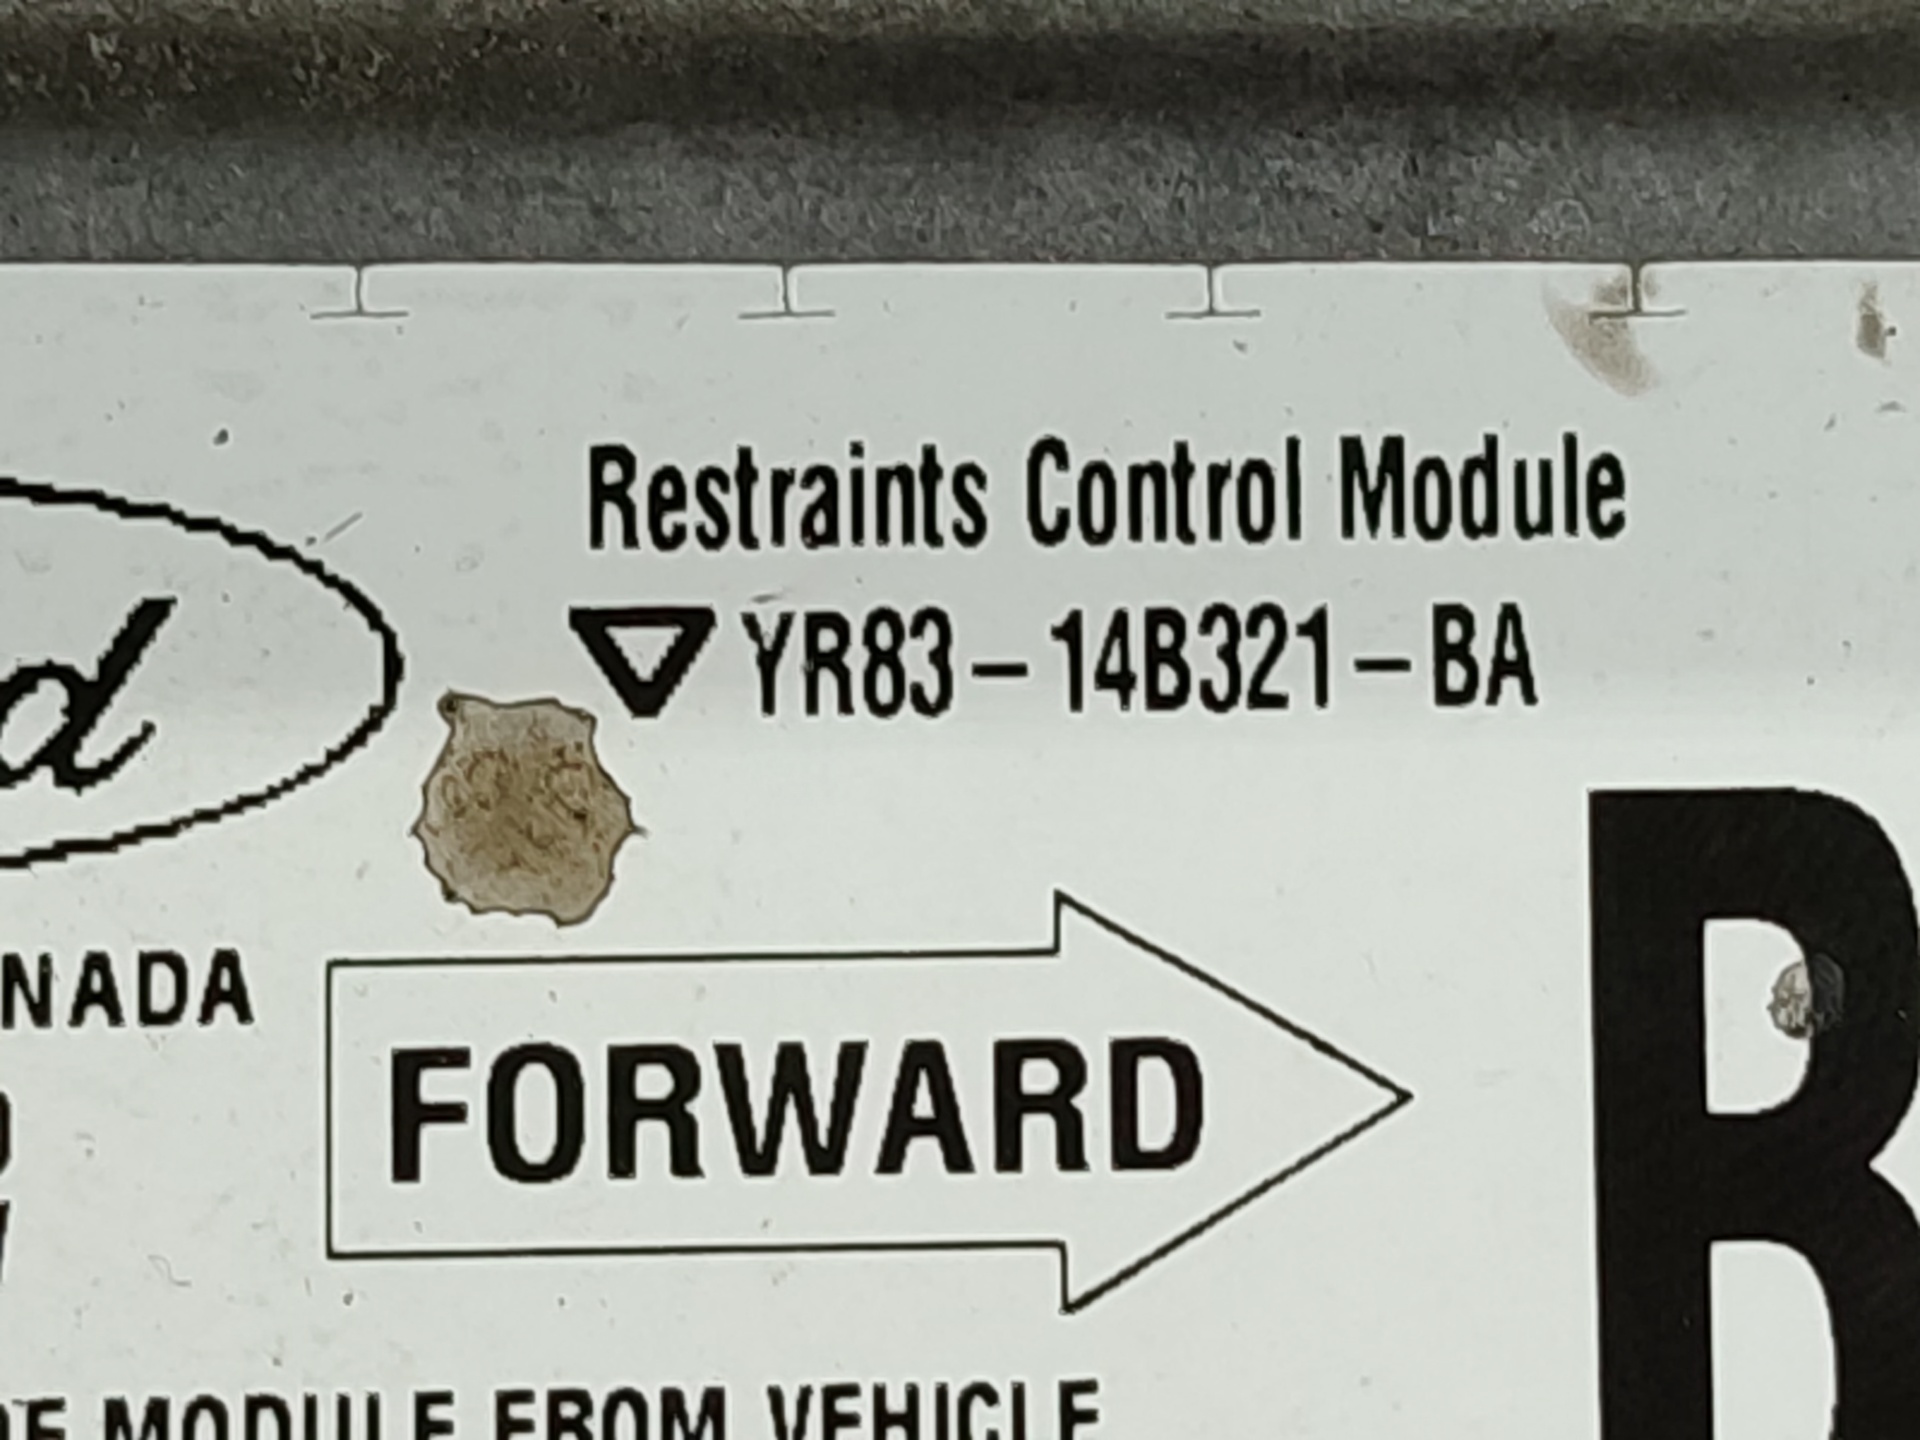 Restraints Control Module
YR83-14B321-BA
NADA
FORWARD
B
MODULE FROM VEHICLE